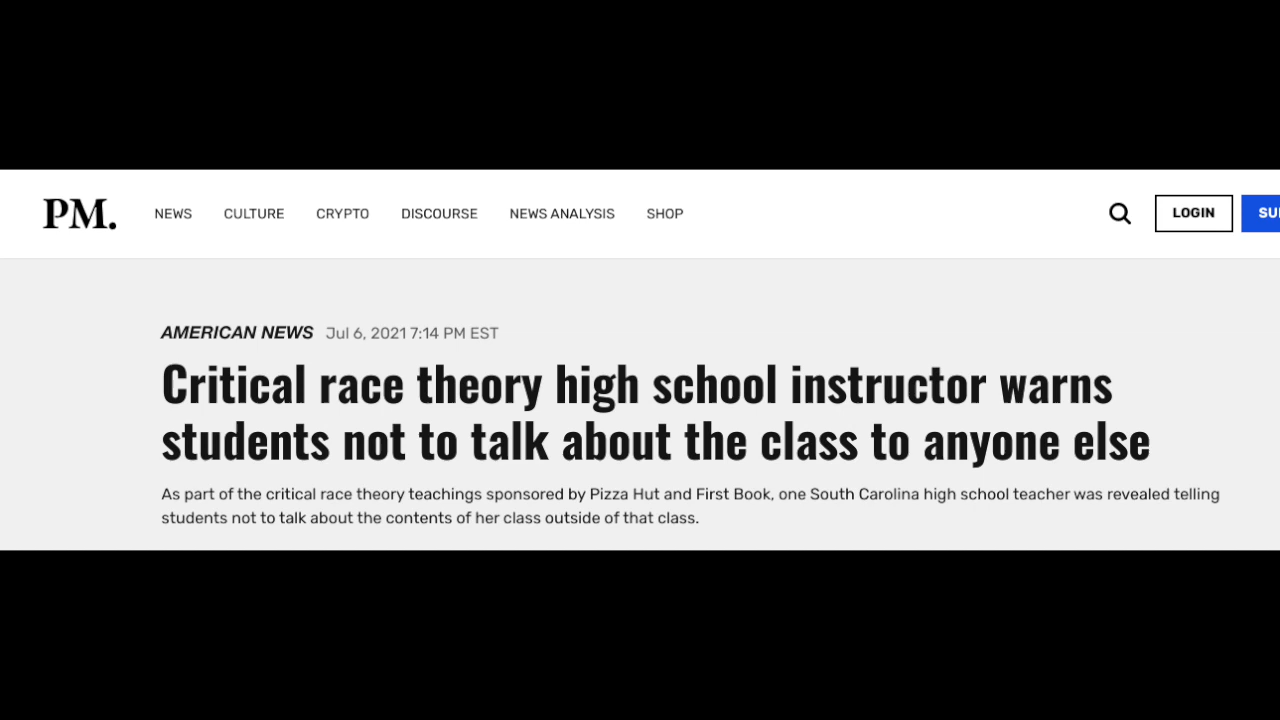 PM. NEWS CULTURE CRYPTO DISCOURSE NEWS ANALYSIS SHOP LOGIN
AMERICAN NEWS Jul 6, 2021 7:14 PM EST
Critical race theory high school instructor warns
students not to talk about the class to anyone else
As part of the critical race theory teachings sponsored by Pizza Hut and First Book, one South Carolina high school teacher was revealed telling
students not to talk about the contents of her class outside of that class.